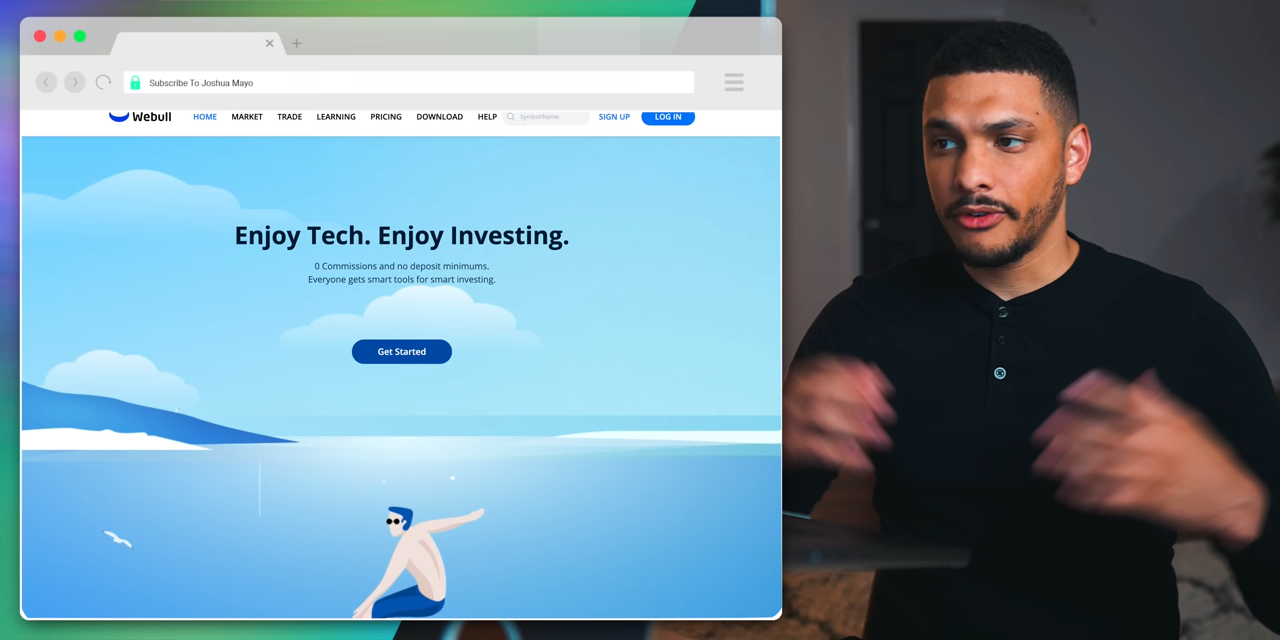 Subscribe To Joshua Mayo
Webull HOME MARKET TRADE LEARNING PRICING DOWNLOAD HELP Symbol/Name SIGN UP LOG IN
Enjoy Tech. Enjoy Investing.
0 Commissions and no deposit minimums.
Everyone gets smart tools for smart investing.
Get Started